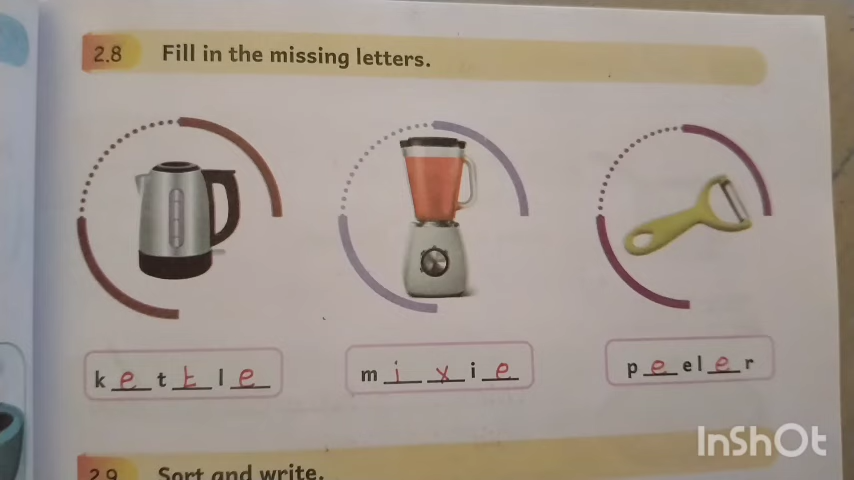 2.8 Fill in the missing letters.
k e t t l e
m i x i e
p e e l e r
2.9 Sort and write.
InShOt